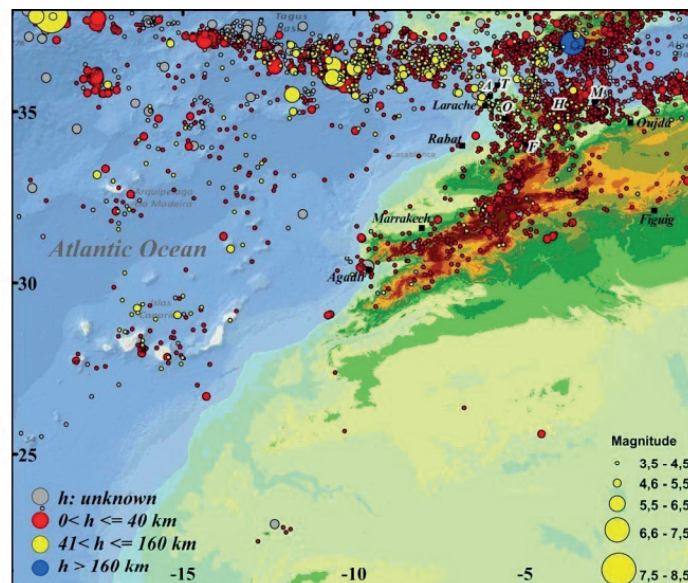 Tagus
35
A
T
Larache
O
H
M
Oujda
Rabat
Casablanca
F
Arquipelago
da Madeira
Marrakech
Figuig
Atlantic Ocean
30
Agadir
Islas
25
Magnitude
3,5 - 4,5
4,6 - 5,5
5,5 - 6,5
6,6 - 7,5
7,5 - 8,5
h: unknown
0< h <= 40 km
41< h <= 160 km
h > 160 km
-15
-10
-5